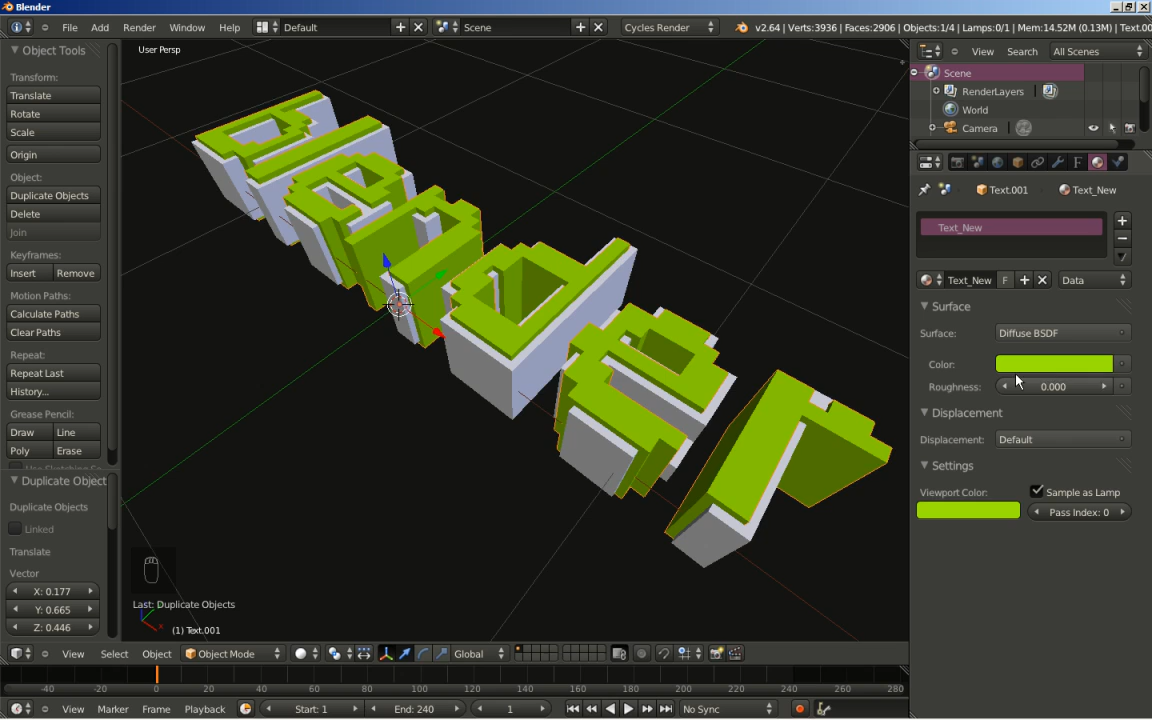 Blender
File Add Render Window Help Default Scene Cycles Render v2.64 | Verts:3936 | Faces:2906 | Objects:1/4 | Lamps:0/1 | Mem:14.52M (0.13M) | Text.00
Object Tools
Transform:
Translate
Rotate
Scale
Origin
Object:
Duplicate Objects
Delete
Join
Keyframes:
Insert Remove
Motion Paths:
Calculate Paths
Clear Paths
Repeat:
Repeat Last
History...
Grease Pencil:
Draw Line
Poly Erase
Duplicate Object
Duplicate Objects
Linked
Translate
Vector
X: 0.177
Y: 0.665
Z: 0.446
User Persp
Blender
Last: Duplicate Objects
(1) Text.001
View Select Object Object Mode Global
-40 -20 0 20 40 60 80 100 120 140 160 180 200 220 240 260 280
View Marker Frame Playback Start: 1 End: 240 1 No Sync
View Search All Scenes
Scene
RenderLayers
World
Camera
Text.001 Text_New
Text_New
Text_New F Data
Surface
Surface: Diffuse BSDF
Color:
Roughness: 0.000
Displacement
Displacement: Default
Settings
Viewport Color: Sample as Lamp
Pass Index: 0